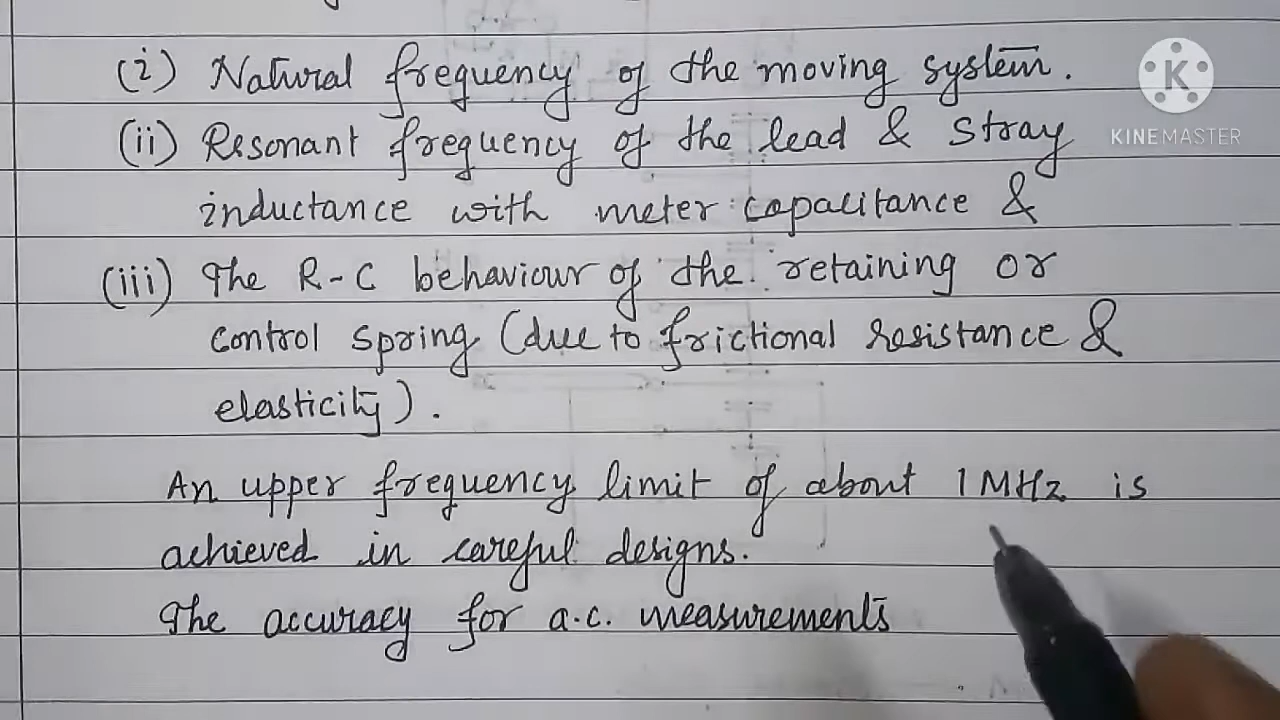 (i) Natural frequency of the moving system.
(ii) Resonant frequency of the lead & stray
inductance with meter capacitance &
(iii) The R-C behaviour of the retaining or
control spring (due to frictional resistance &
elasticity).
An upper frequency limit of about 1 MHz is
achieved in careful designs.
The accuracy for a.c. measurements
K
KINEMASTER